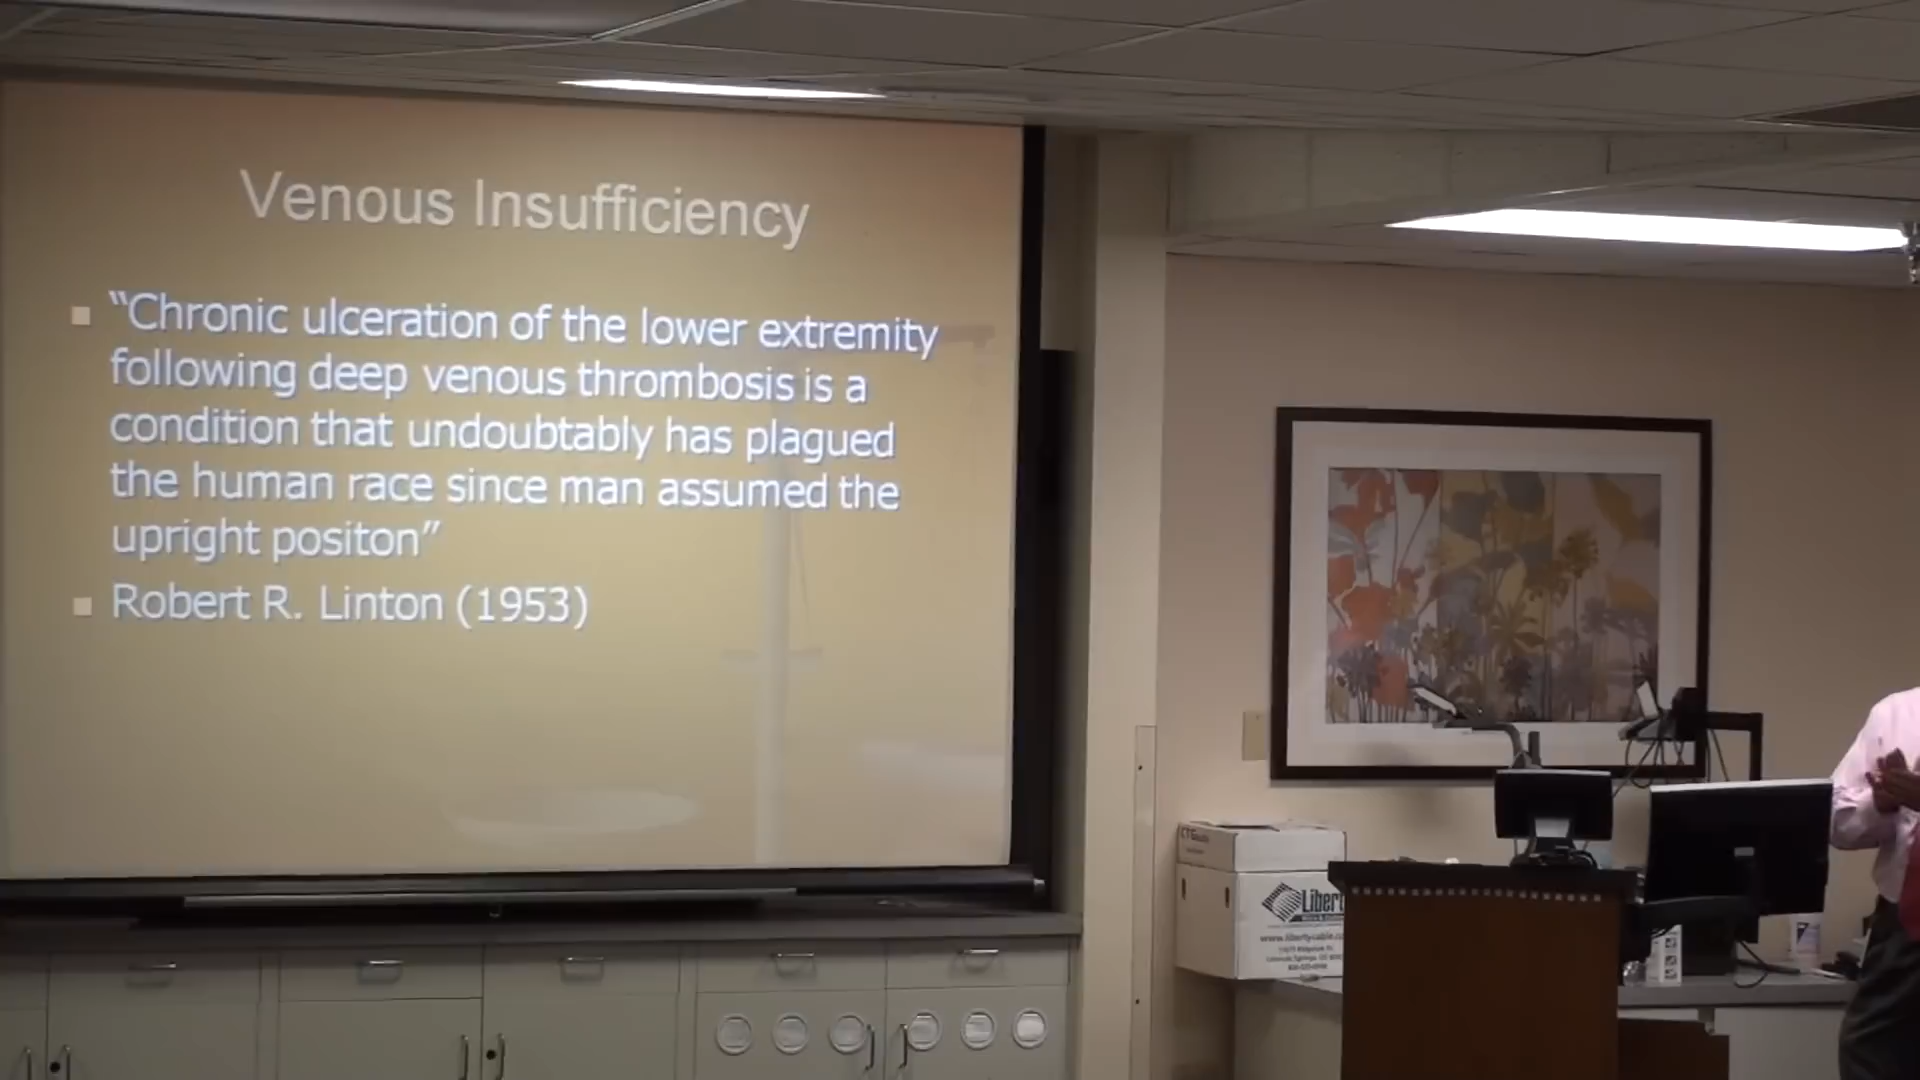 Venous Insufficiency
“Chronic ulceration of the lower extremity
following deep venous thrombosis is a
condition that undoubtably has plagued
the human race since man assumed the
upright positon”
Robert R. Linton (1953)
Libert